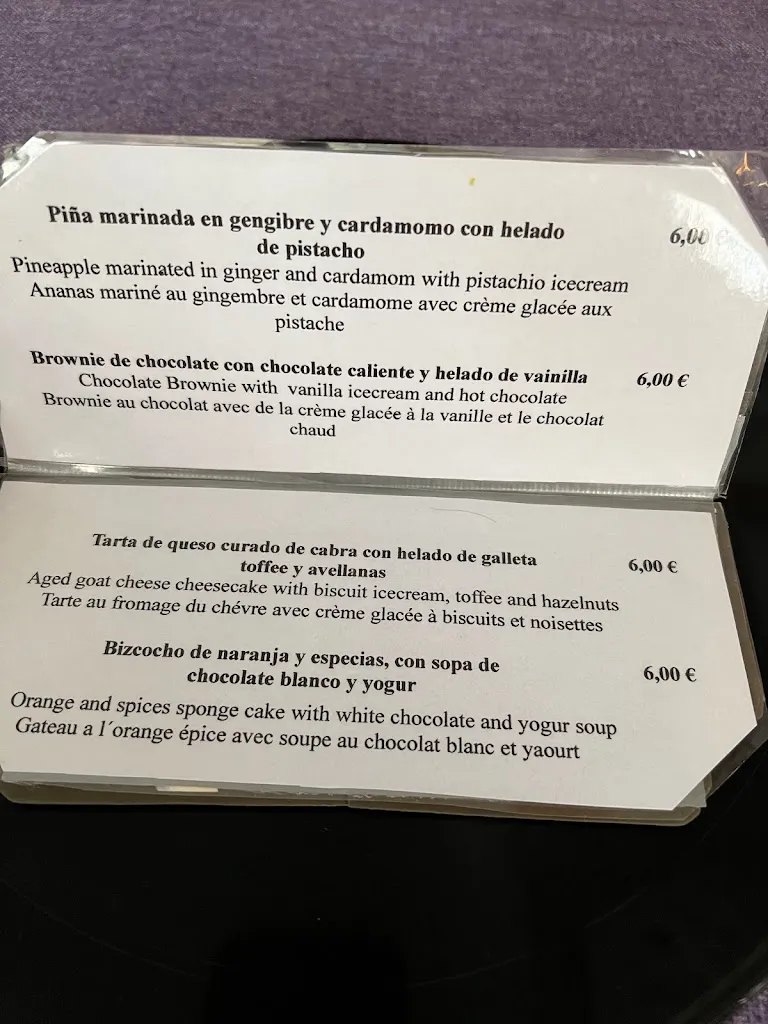 Piña marinada en gengibre y cardamomo con helado 6,00 €
de pistacho
Pineapple marinated in ginger and cardamom with pistachio icecream
Ananas mariné au gingembre et cardamome avec crème glacée aux
pistache
Brownie de chocolate con chocolate caliente y helado de vainilla 6,00 €
Chocolate Brownie with vanilla icecream and hot chocolate
Brownie au chocolat avec de la crème glacée à la vanille et le chocolat
chaud
Tarta de queso curado de cabra con helado de galleta 6,00 €
toffee y avellanas
Aged goat cheese cheesecake with biscuit icecream, toffee and hazelnuts
Tarte au fromage du chévre avec crème glacée à biscuits et noisettes
Bizcocho de naranja y especias, con sopa de 6,00 €
chocolate blanco y yogur
Orange and spices sponge cake with white chocolate and yogur soup
Gateau a l´orange épice avec soupe au chocolat blanc et yaourt